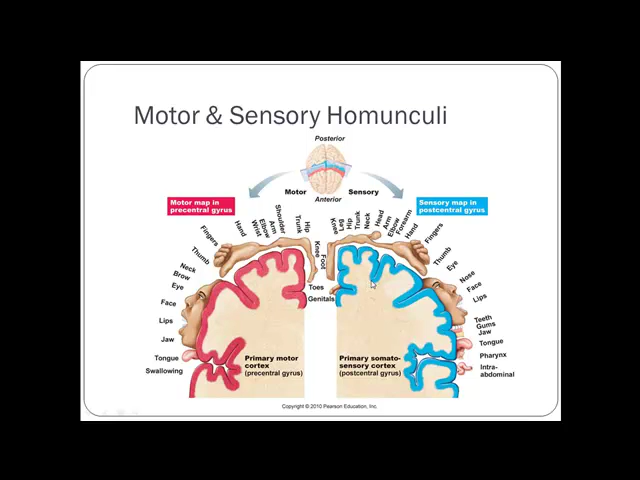 Motor & Sensory Homunculi
Posterior
Motor
Sensory
Anterior
Motor map in
precentral gyrus
Sensory map in
postcentral gyrus
Fingers
Hand
Wrist
Elbow
Arm
Shoulder
Trunk
Hip
Knee
Thumb
Neck
Brow
Eye
Face
Lips
Jaw
Tongue
Swallowing
Toes
Genitals
Foot
Knee
Leg
Hip
Trunk
Neck
Head
Arm
Elbow
Forearm
Hand
Fingers
Thumb
Eye
Nose
Face
Lips
Teeth
Gums
Jaw
Tongue
Pharynx
Intra-
abdominal
Primary motor
cortex
(precentral gyrus)
Primary somato-
sensory cortex
(postcentral gyrus)
Copyright © 2010 Pearson Education, Inc.